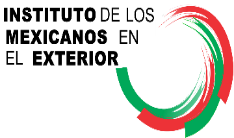 INSTITUTO DE LOS
MEXICANOS EN
EL EXTERIOR